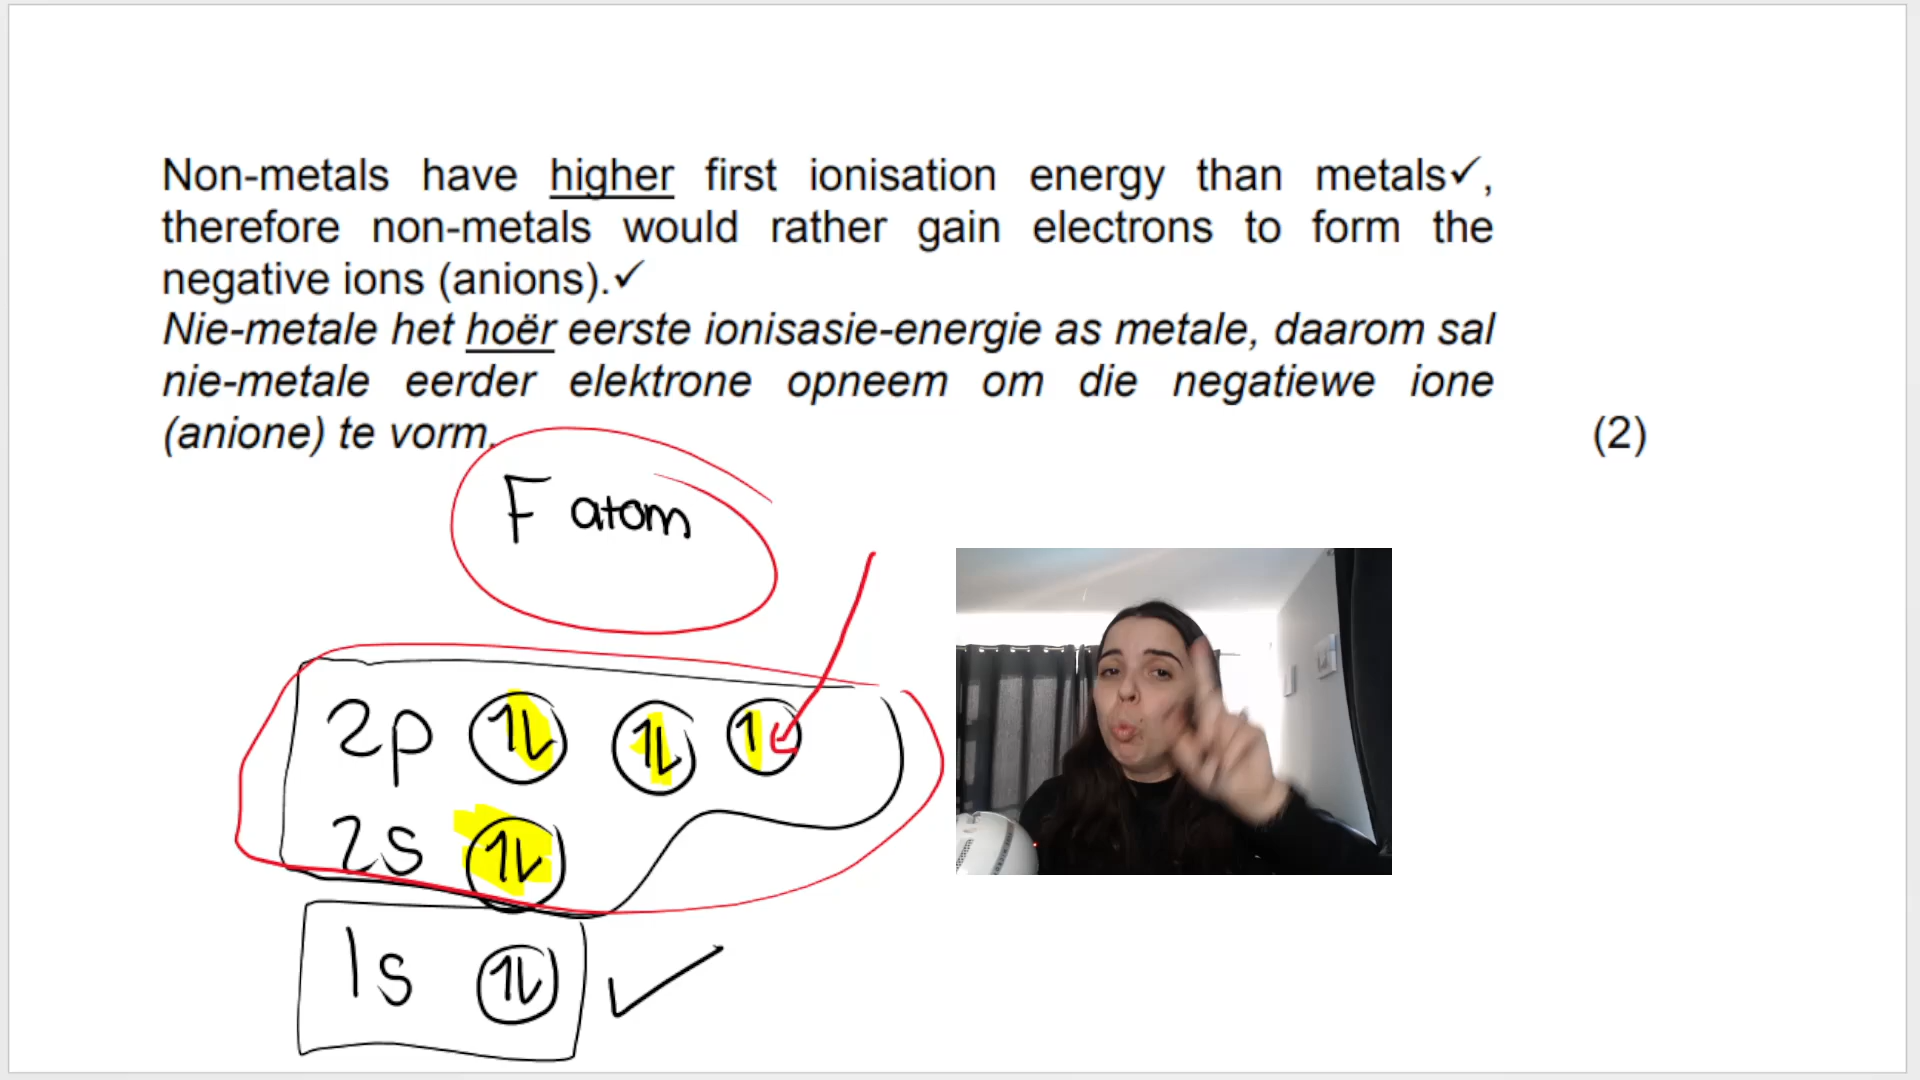 Non-metals have higher first ionisation energy than metals✓,
therefore non-metals would rather gain electrons to form the
negative ions (anions).✓
Nie-metale het hoër eerste ionisasie-energie as metale, daarom sal
nie-metale eerder elektrone opneem om die negatiewe ione
(anione) te vorm. (2)
F atom
2p ↿⇂ ↿⇂ ↿
2s ↿⇂
1s ↿⇂ ✓